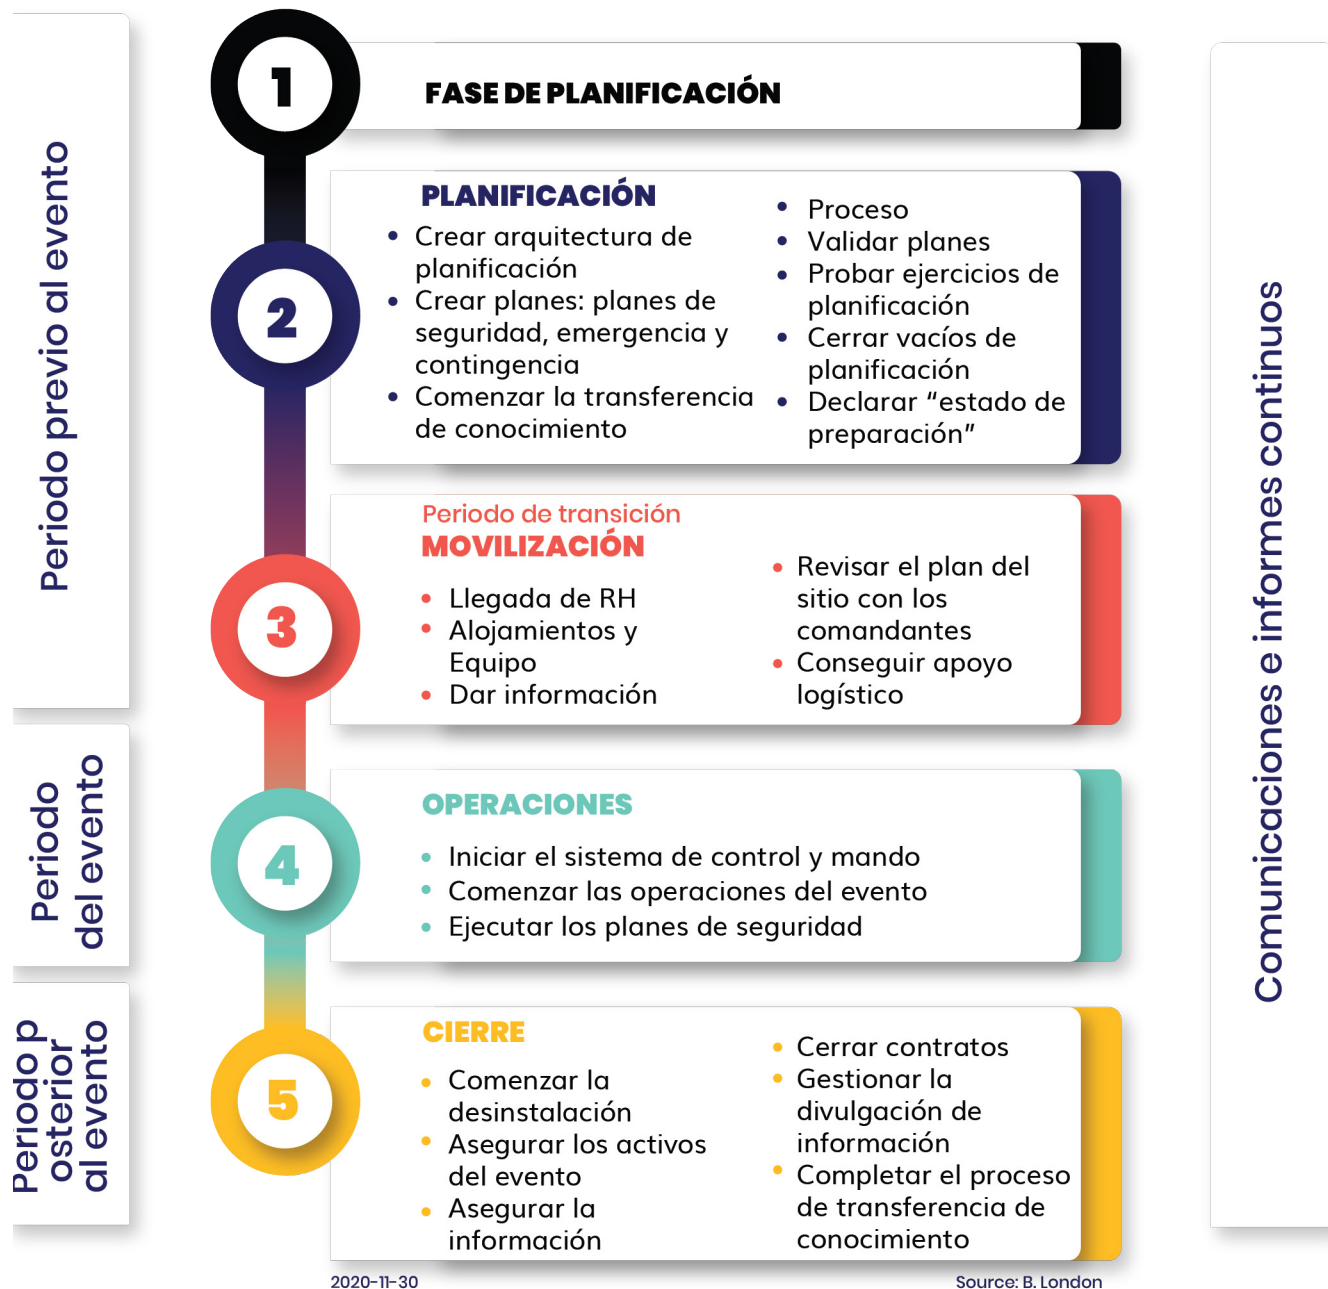 Periodo previo al evento
1
FASE DE PLANIFICACIÓN
2
PLANIFICACIÓN
• Crear arquitectura de
planificación
• Crear planes: planes de
seguridad, emergencia y
contingencia
• Comenzar la transferencia
de conocimiento
• Proceso
• Validar planes
• Probar ejercicios de
planificación
• Cerrar vacíos de
planificación
• Declarar “estado de
preparación”
3
Periodo de transición
MOVILIZACIÓN
• Llegada de RH
• Alojamientos y
Equipo
• Dar información
• Revisar el plan del
sitio con los
comandantes
• Conseguir apoyo
logístico
Periodo
del evento
4
OPERACIONES
• Iniciar el sistema de control y mando
• Comenzar las operaciones del evento
• Ejecutar los planes de seguridad
Periodo p
osterior
al evento
5
CIERRE
• Comenzar la
desinstalación
• Asegurar los activos
del evento
• Asegurar la
información
• Cerrar contratos
• Gestionar la
divulgación de
información
• Completar el proceso
de transferencia de
conocimiento
Comunicaciones e informes continuos
2020-11-30
Source: B. London